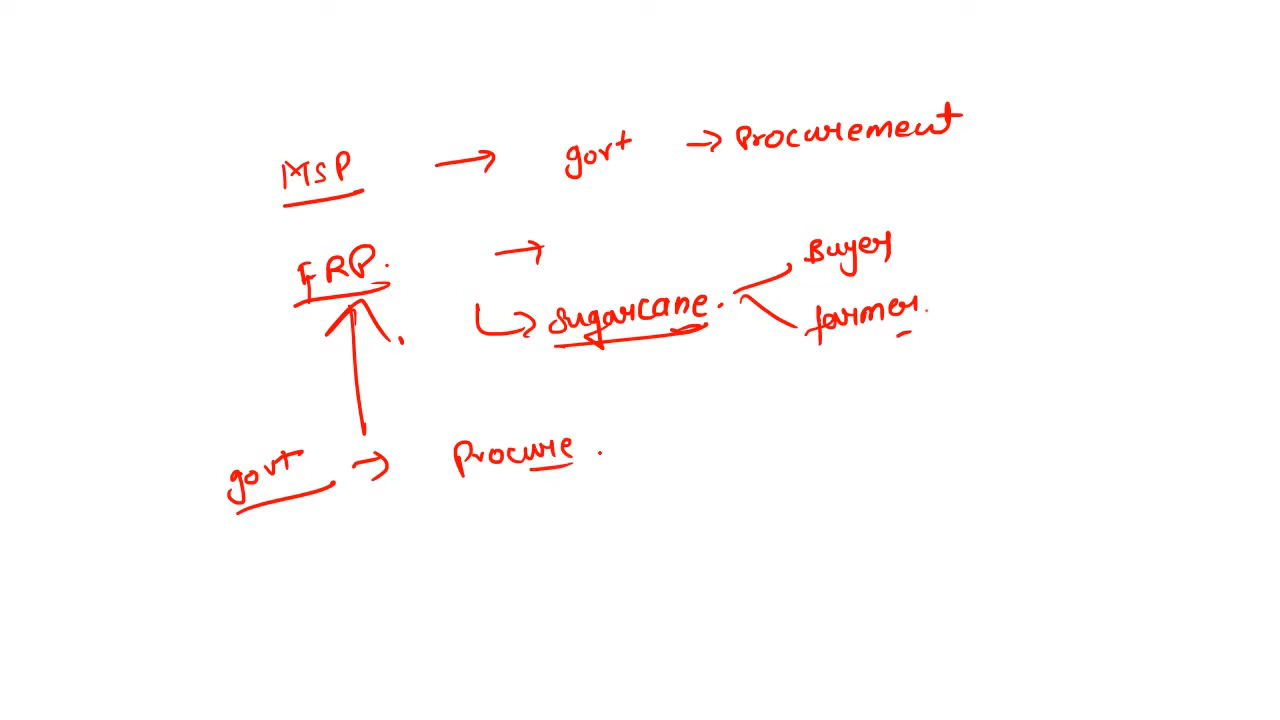 MSP → govt → Procurement
FRP. →
↳ sugarcane.
Buyer
farmer.
govt → Procure.